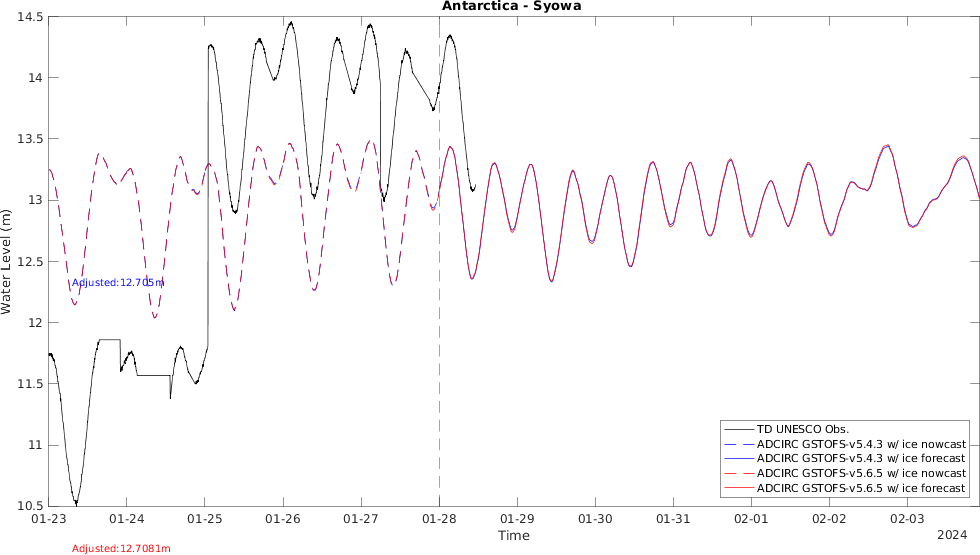 Antarctica - Syowa
14.5
14
13.5
13
12.5
12
11.5
11
10.5
Water Level (m)
Adjusted:12.705m
TD UNESCO Obs.
ADCIRC GSTOFS-v5.4.3 w/ ice nowcast
ADCIRC GSTOFS-v5.4.3 w/ ice forecast
ADCIRC GSTOFS-v5.6.5 w/ ice nowcast
ADCIRC GSTOFS-v5.6.5 w/ ice forecast
01-23 01-24 01-25 01-26 01-27 01-28 01-29 01-30 01-31 02-01 02-02 02-03
Time
2024
Adjusted:12.7081m